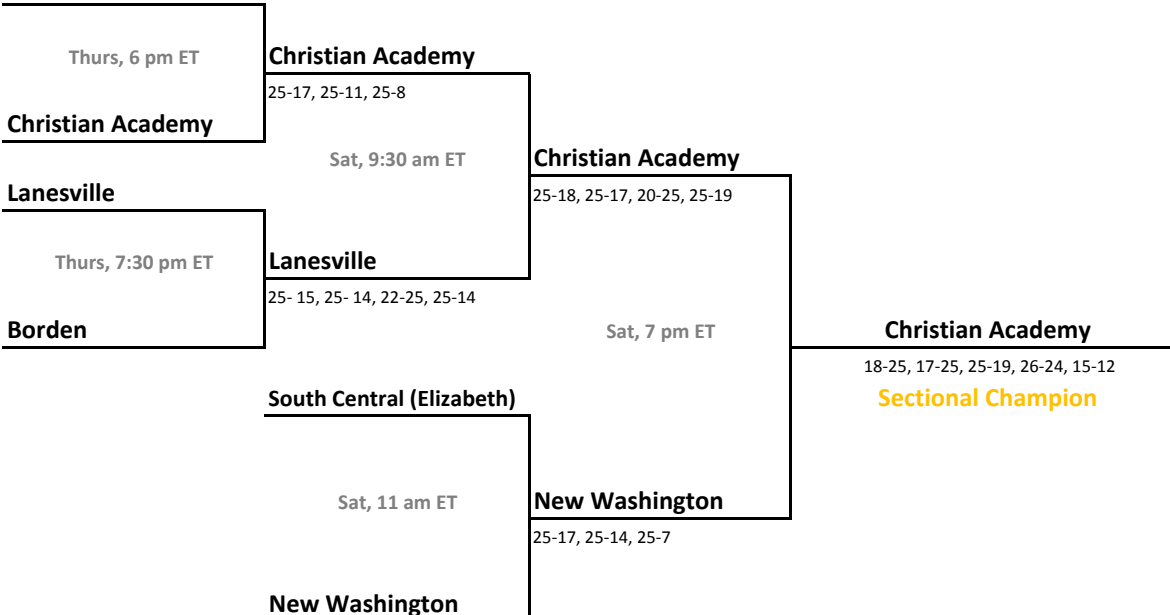 Thurs, 6 pm ET
Christian Academy
25-17, 25-11, 25-8
Christian Academy
Sat, 9:30 am ET
Christian Academy
25-18, 25-17, 20-25, 25-19
Lanesville
Thurs, 7:30 pm ET
Lanesville
25- 15, 25- 14, 22-25, 25-14
Borden
Sat, 7 pm ET
Christian Academy
18-25, 17-25, 25-19, 26-24, 15-12
Sectional Champion
South Central (Elizabeth)
Sat, 11 am ET
New Washington
25-17, 25-14, 25-7
New Washington